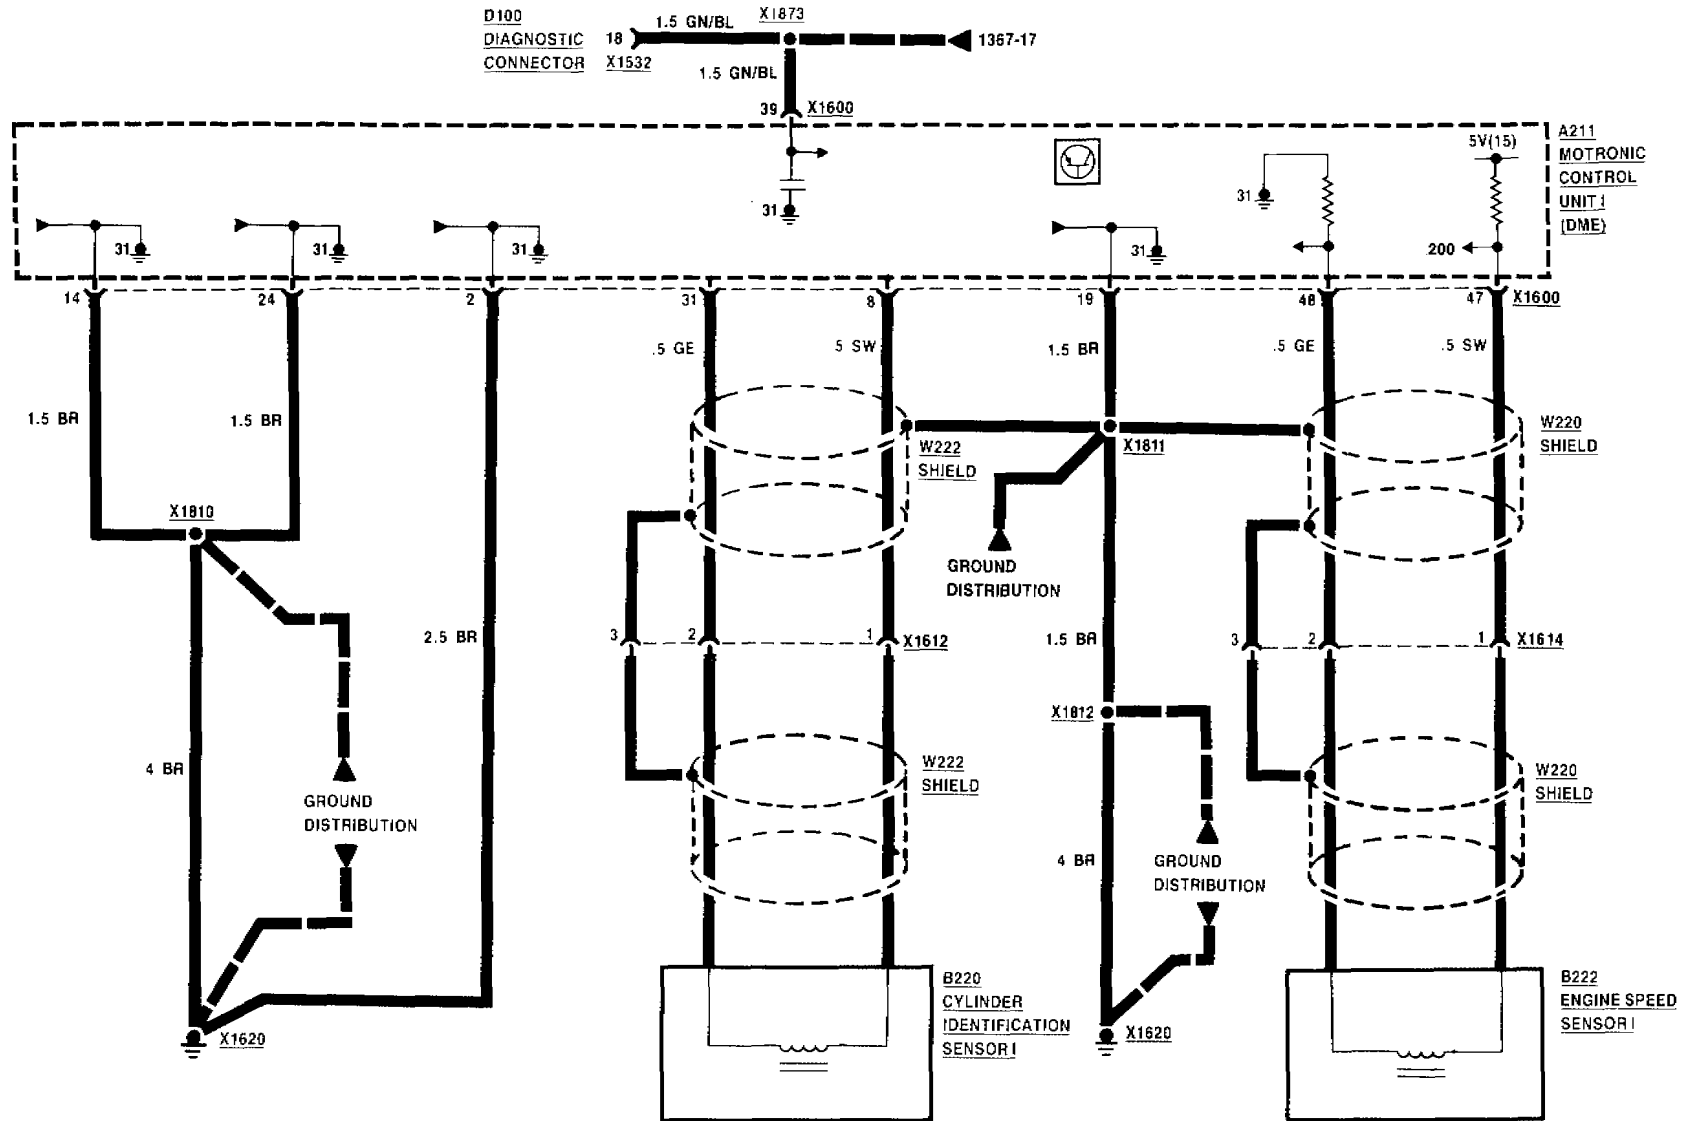 D100
DIAGNOSTIC
CONNECTOR
18
X1532
1.5 GN/BL
X1873
1367-17
1.5 GN/BL
39
X1600
A211
MOTRONIC
CONTROL
UNIT I
(DME)
5V(15)
31
31
200
31
31
31
31
14
24
2
31
8
19
48
47
X1600
.5 GE
5 SW
1.5 BR
.5 GE
.5 SW
1.5 BR
1.5 BR
W222
SHIELD
X1811
W220
SHIELD
X1810
GROUND
DISTRIBUTION
2.5 BR
3
2
1
X1612
1.5 BR
3
2
1
X1614
X1812
4 BR
W222
SHIELD
W220
SHIELD
GROUND
DISTRIBUTION
4 BR
GROUND
DISTRIBUTION
X1620
B220
CYLINDER
IDENTIFICATION
SENSOR I
X1620
B222
ENGINE SPEED
SENSOR I